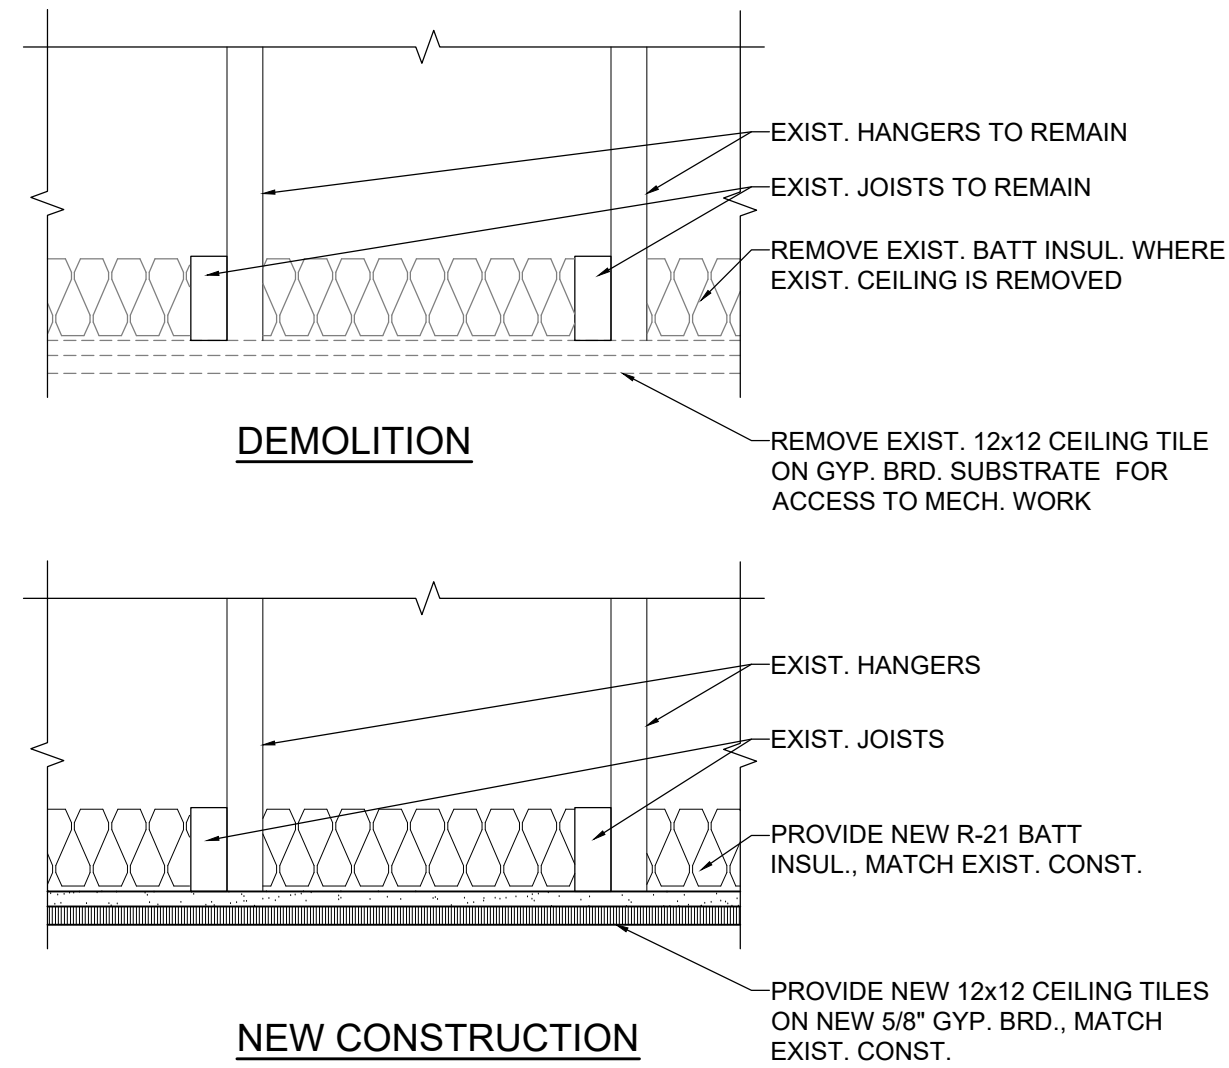 EXIST. HANGERS TO REMAIN
EXIST. JOISTS TO REMAIN
REMOVE EXIST. BATT INSUL. WHERE
EXIST. CEILING IS REMOVED
REMOVE EXIST. 12x12 CEILING TILE
ON GYP. BRD. SUBSTRATE FOR
ACCESS TO MECH. WORK
DEMOLITION
EXIST. HANGERS
EXIST. JOISTS
PROVIDE NEW R-21 BATT
INSUL., MATCH EXIST. CONST.
PROVIDE NEW 12x12 CEILING TILES
ON NEW 5/8" GYP. BRD., MATCH
EXIST. CONST.
NEW CONSTRUCTION